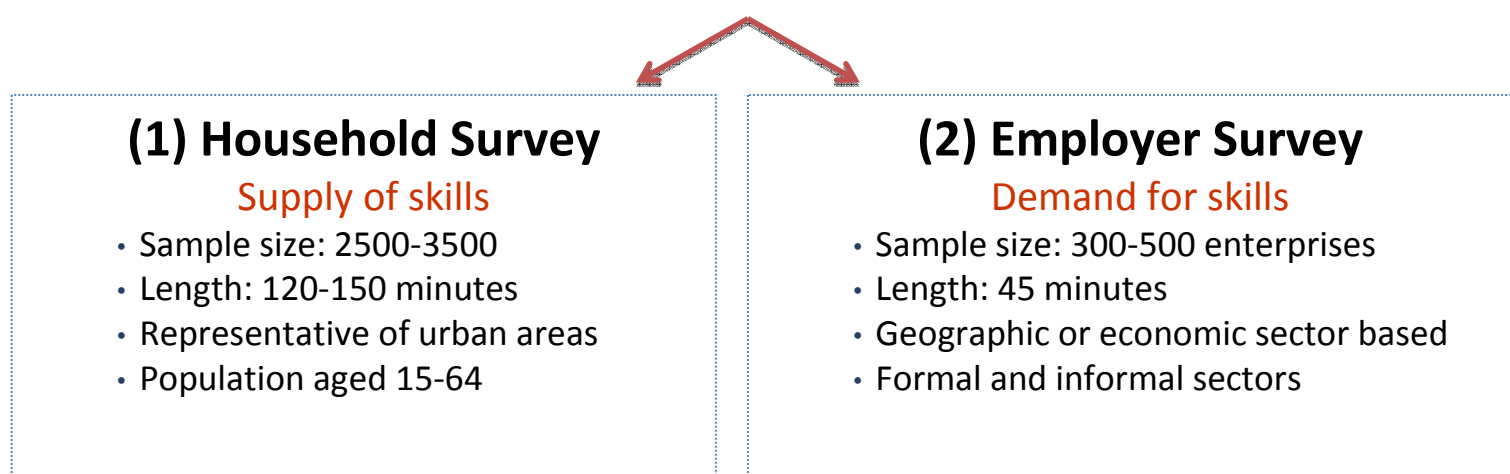 (1) Household Survey
Supply of skills
• Sample size: 2500-3500
• Length: 120-150 minutes
• Representative of urban areas
• Population aged 15-64
(2) Employer Survey
Demand for skills
• Sample size: 300-500 enterprises
• Length: 45 minutes
• Geographic or economic sector based
• Formal and informal sectors